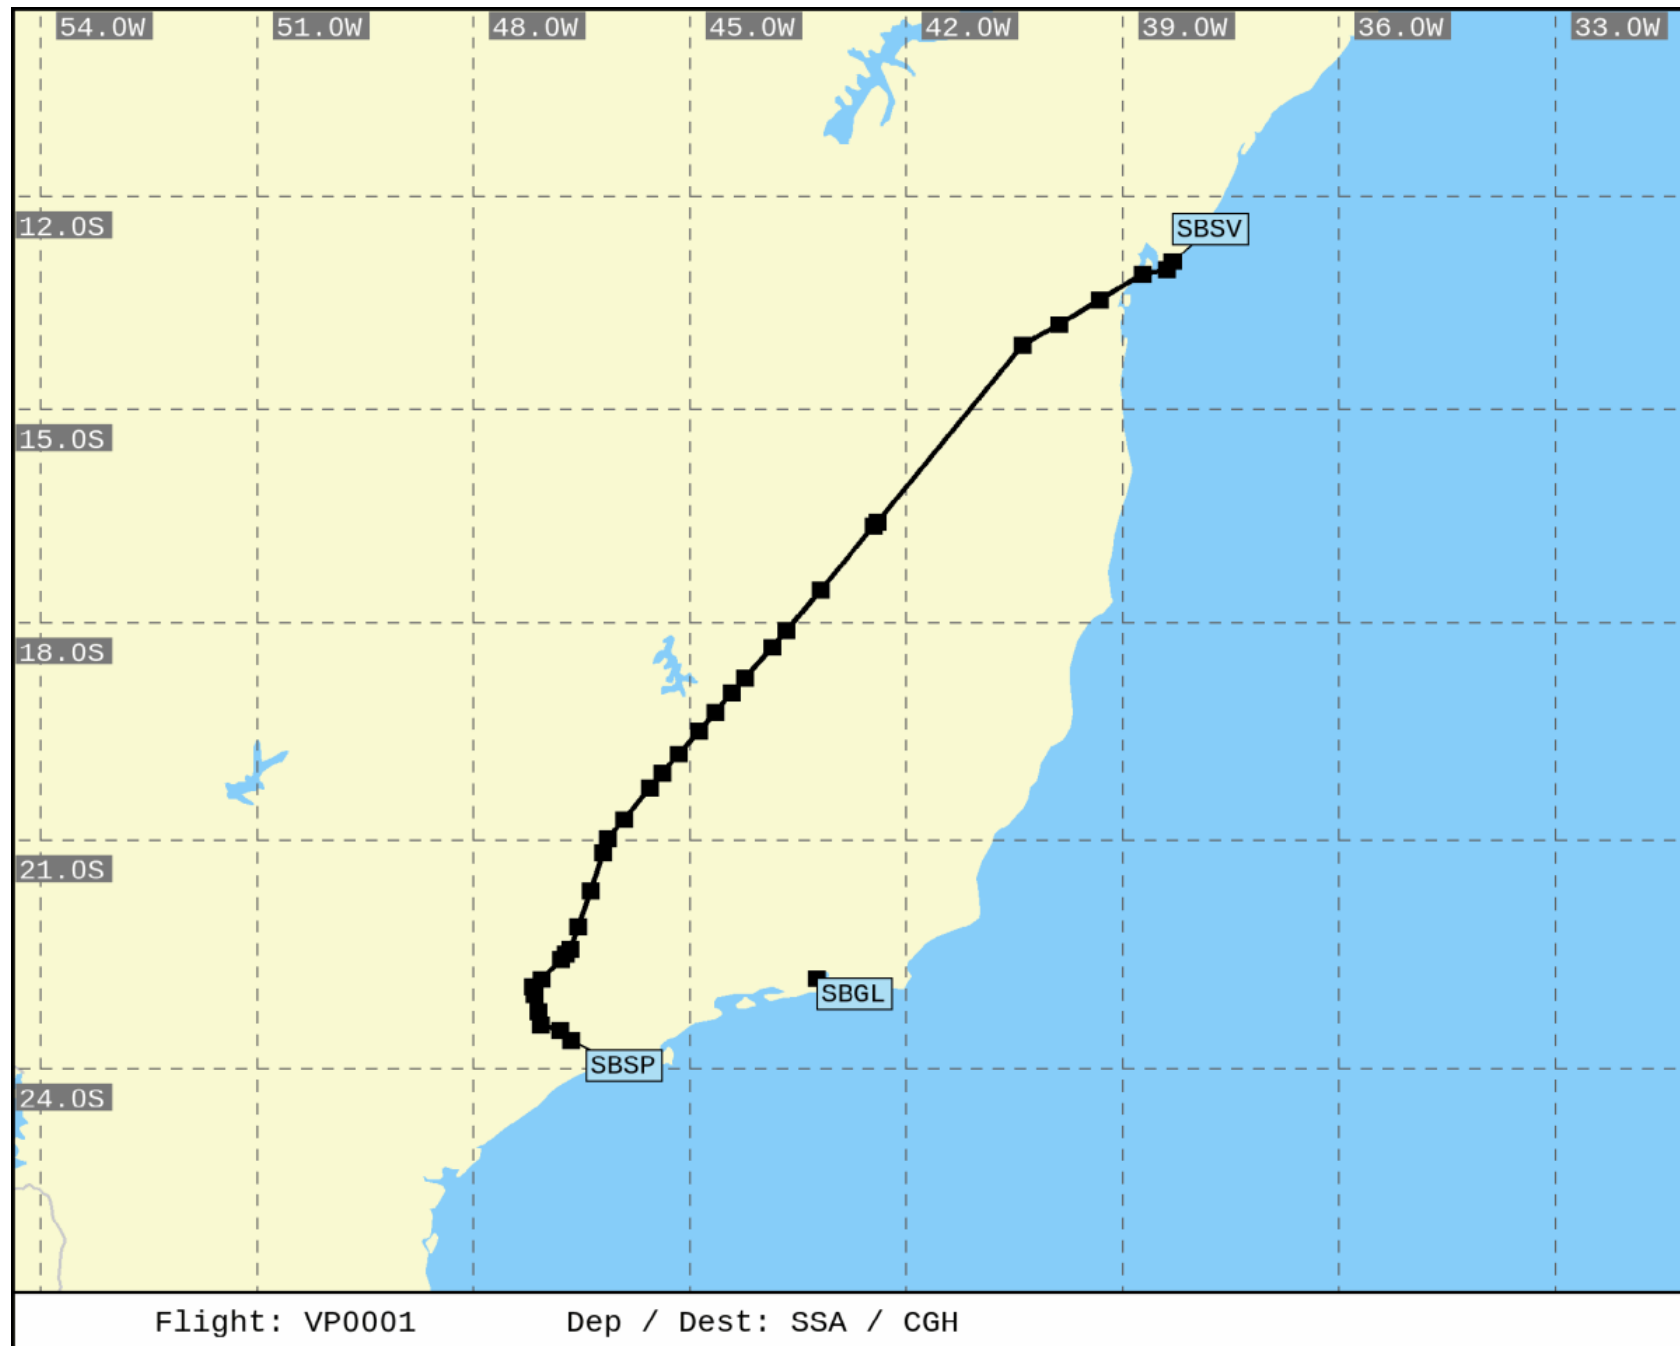 54.0W 51.0W 48.0W 45.0W 42.0W 39.0W 36.0W 33.0W
12.0S
SBSV
15.0S
18.0S
21.0S
SBGL
SBSP
24.0S
Flight: VP0001 Dep / Dest: SSA / CGH